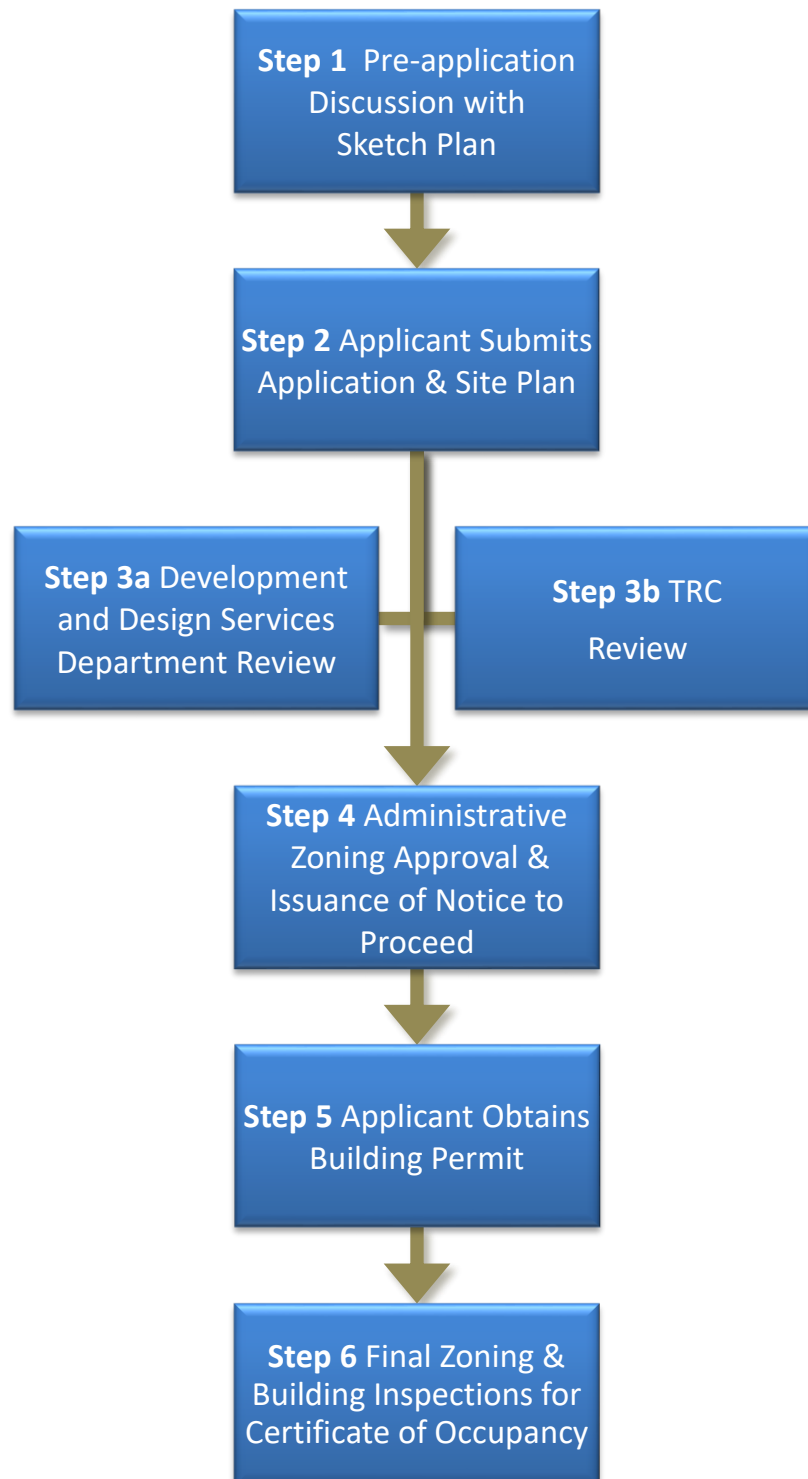 Step 1 Pre-application
Discussion with
Sketch Plan
Step 2 Applicant Submits
Application & Site Plan
Step 3a Development
and Design Services
Department Review
Step 3b TRC
Review
Step 4 Administrative
Zoning Approval &
Issuance of Notice to
Proceed
Step 5 Applicant Obtains
Building Permit
Step 6 Final Zoning &
Building Inspections for
Certificate of Occupancy